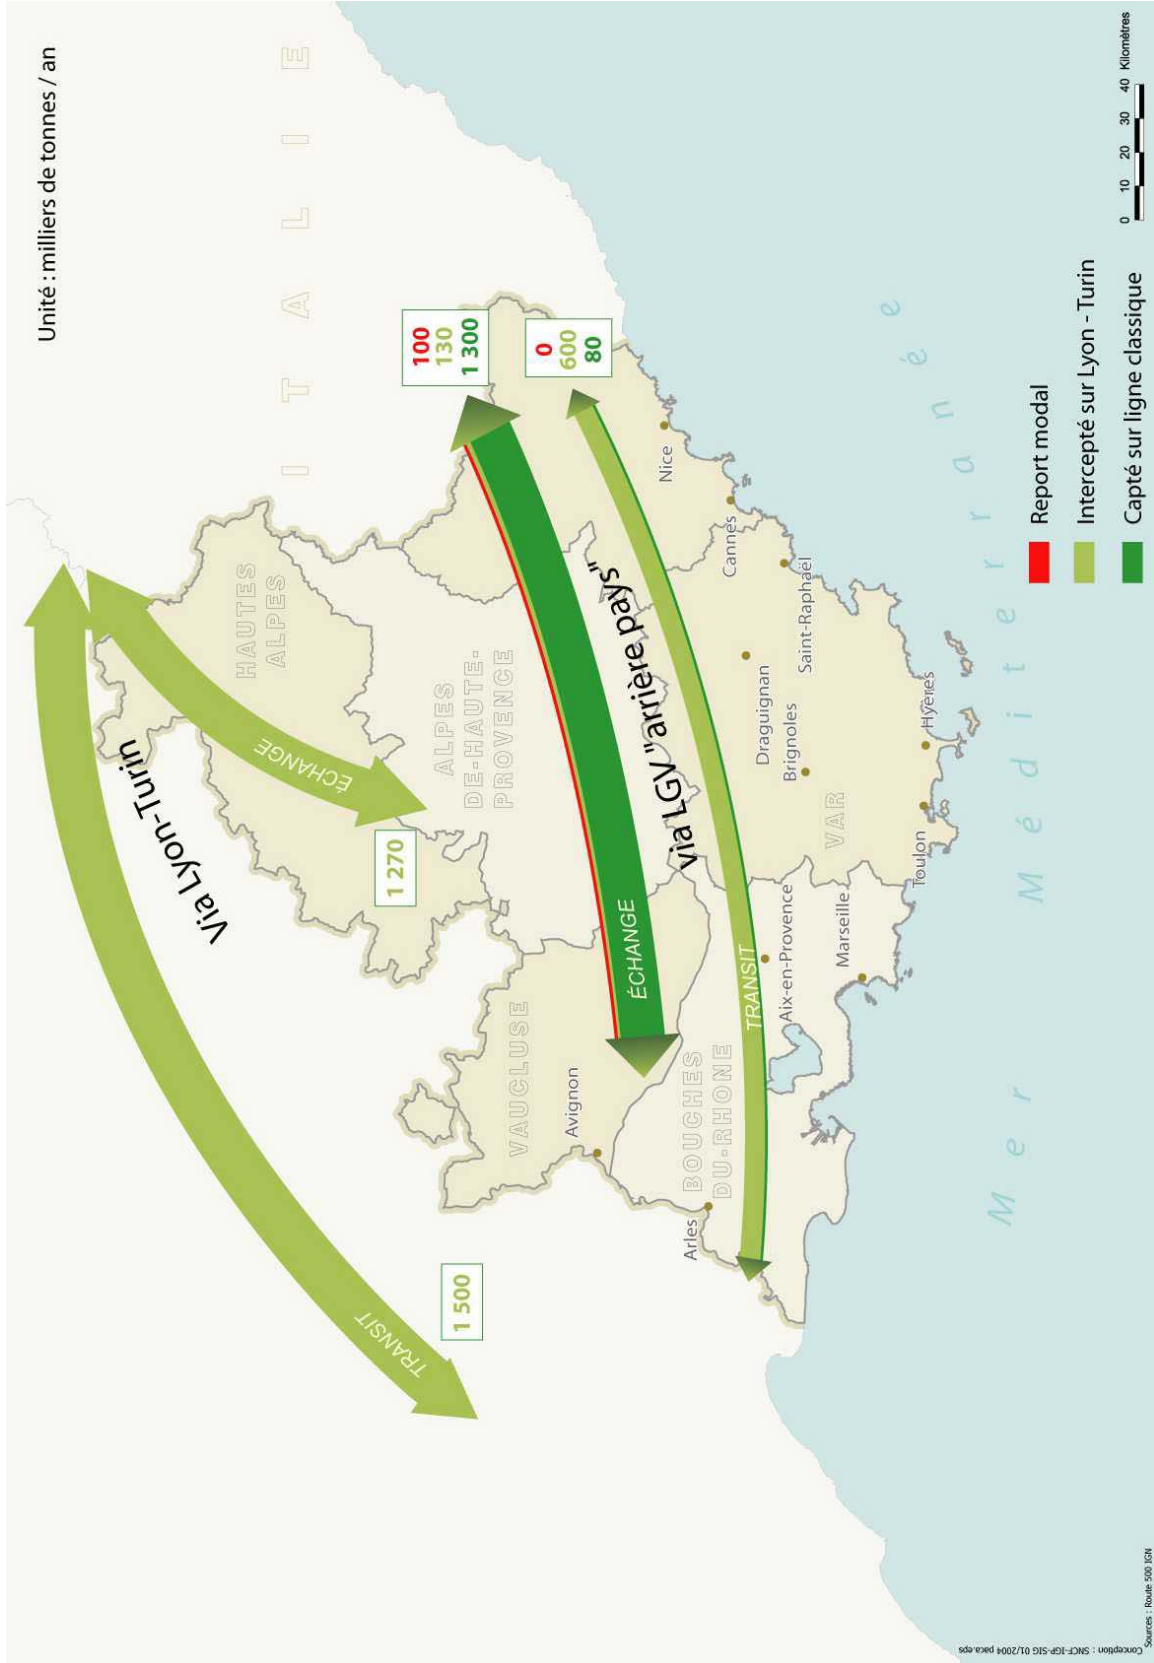 Unité : milliers de tonnes / an
I T A L I E
Via Lyon-Turin
TRANSIT
1 500
ÉCHANGE
1 270
HAUTES
ALPES
ALPES
DE-HAUTE-
PROVENCE
100
130
1 300
ÉCHANGE
via LGV "arrière pays"
0
600
80
TRANSIT
VAUCLUSE
Avignon
BOUCHES
DU-RHONE
Arles
Aix-en-Provence
Marseille
VAR
Draguignan
Brignoles
Saint-Raphaël
Cannes
Nice
Toulon
Hyères
Mer Méditerranée
Report modal
Intercepté sur Lyon - Turin
Capté sur ligne classique
0 10 20 30 40 Kilomètres
Conception : SNCF-IGP-SIG 01/2004 paca.eps
Sources : Route 500 IGN